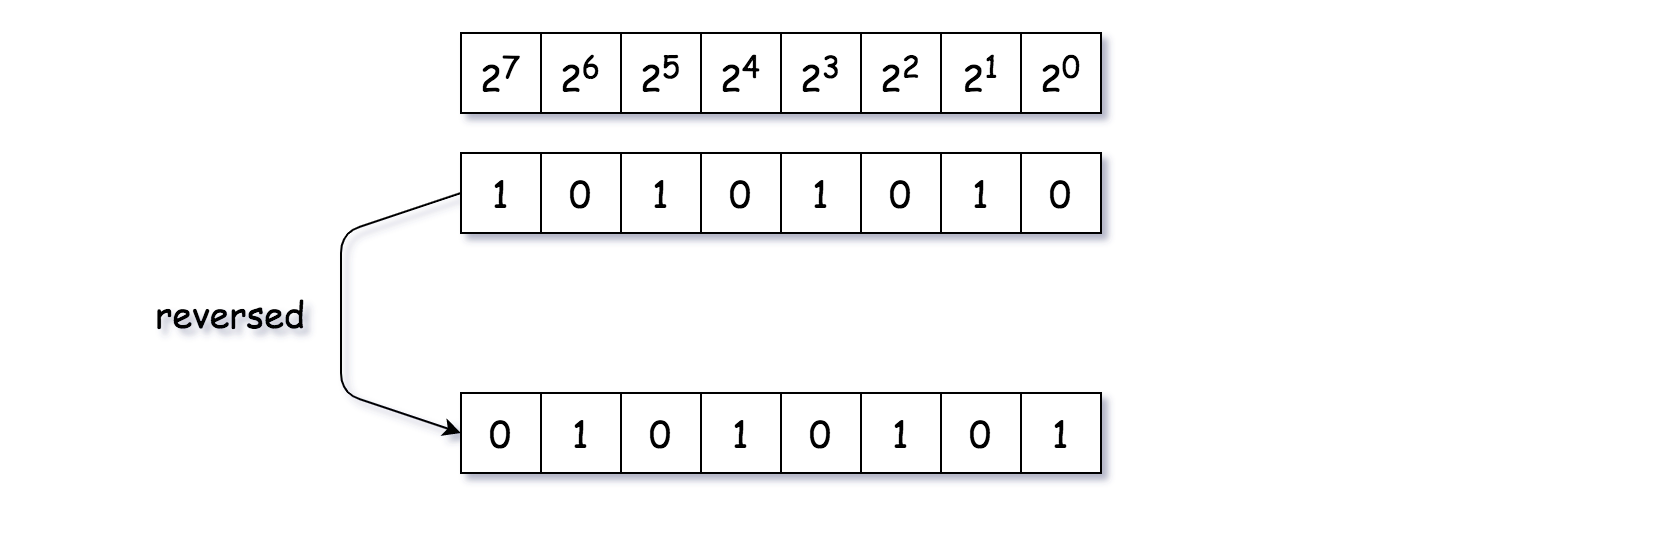 2⁷ 2⁶ 2⁵ 2⁴ 2³ 2² 2¹ 2⁰
1 0 1 0 1 0 1 0
reversed
0 1 0 1 0 1 0 1